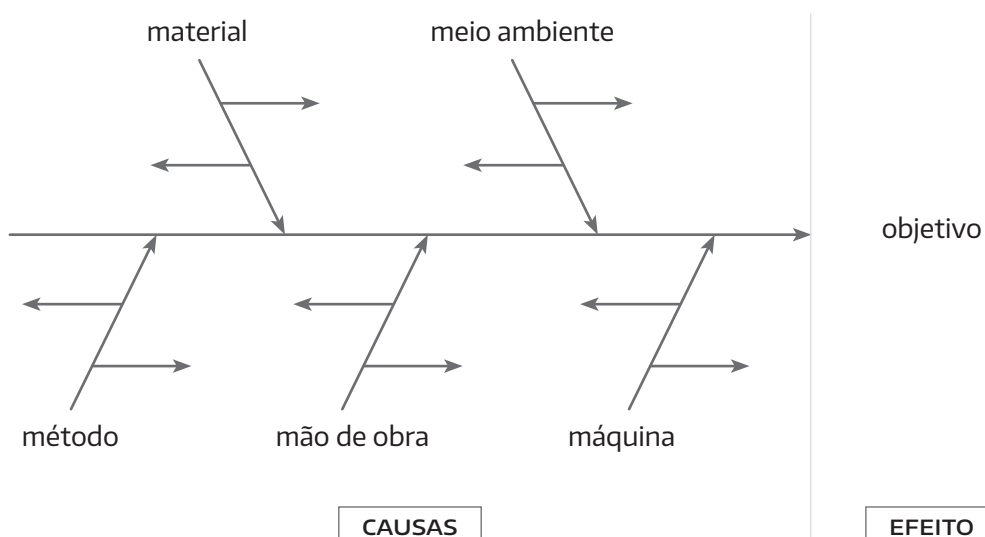 material
meio ambiente
objetivo
método
mão de obra
máquina
CAUSAS
EFEITO